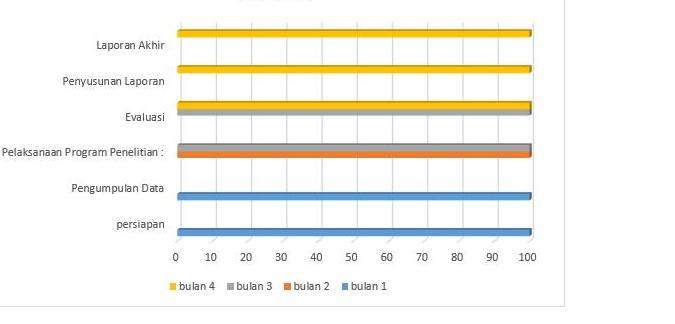 Laporan Akhir
Penyusunan Laporan
Evaluasi
Pelaksanaan Program Penelitian :
Pengumpulan Data
persiapan
0 10 20 30 40 50 60 70 80 90 100
bulan 4 bulan 3 bulan 2 bulan 1